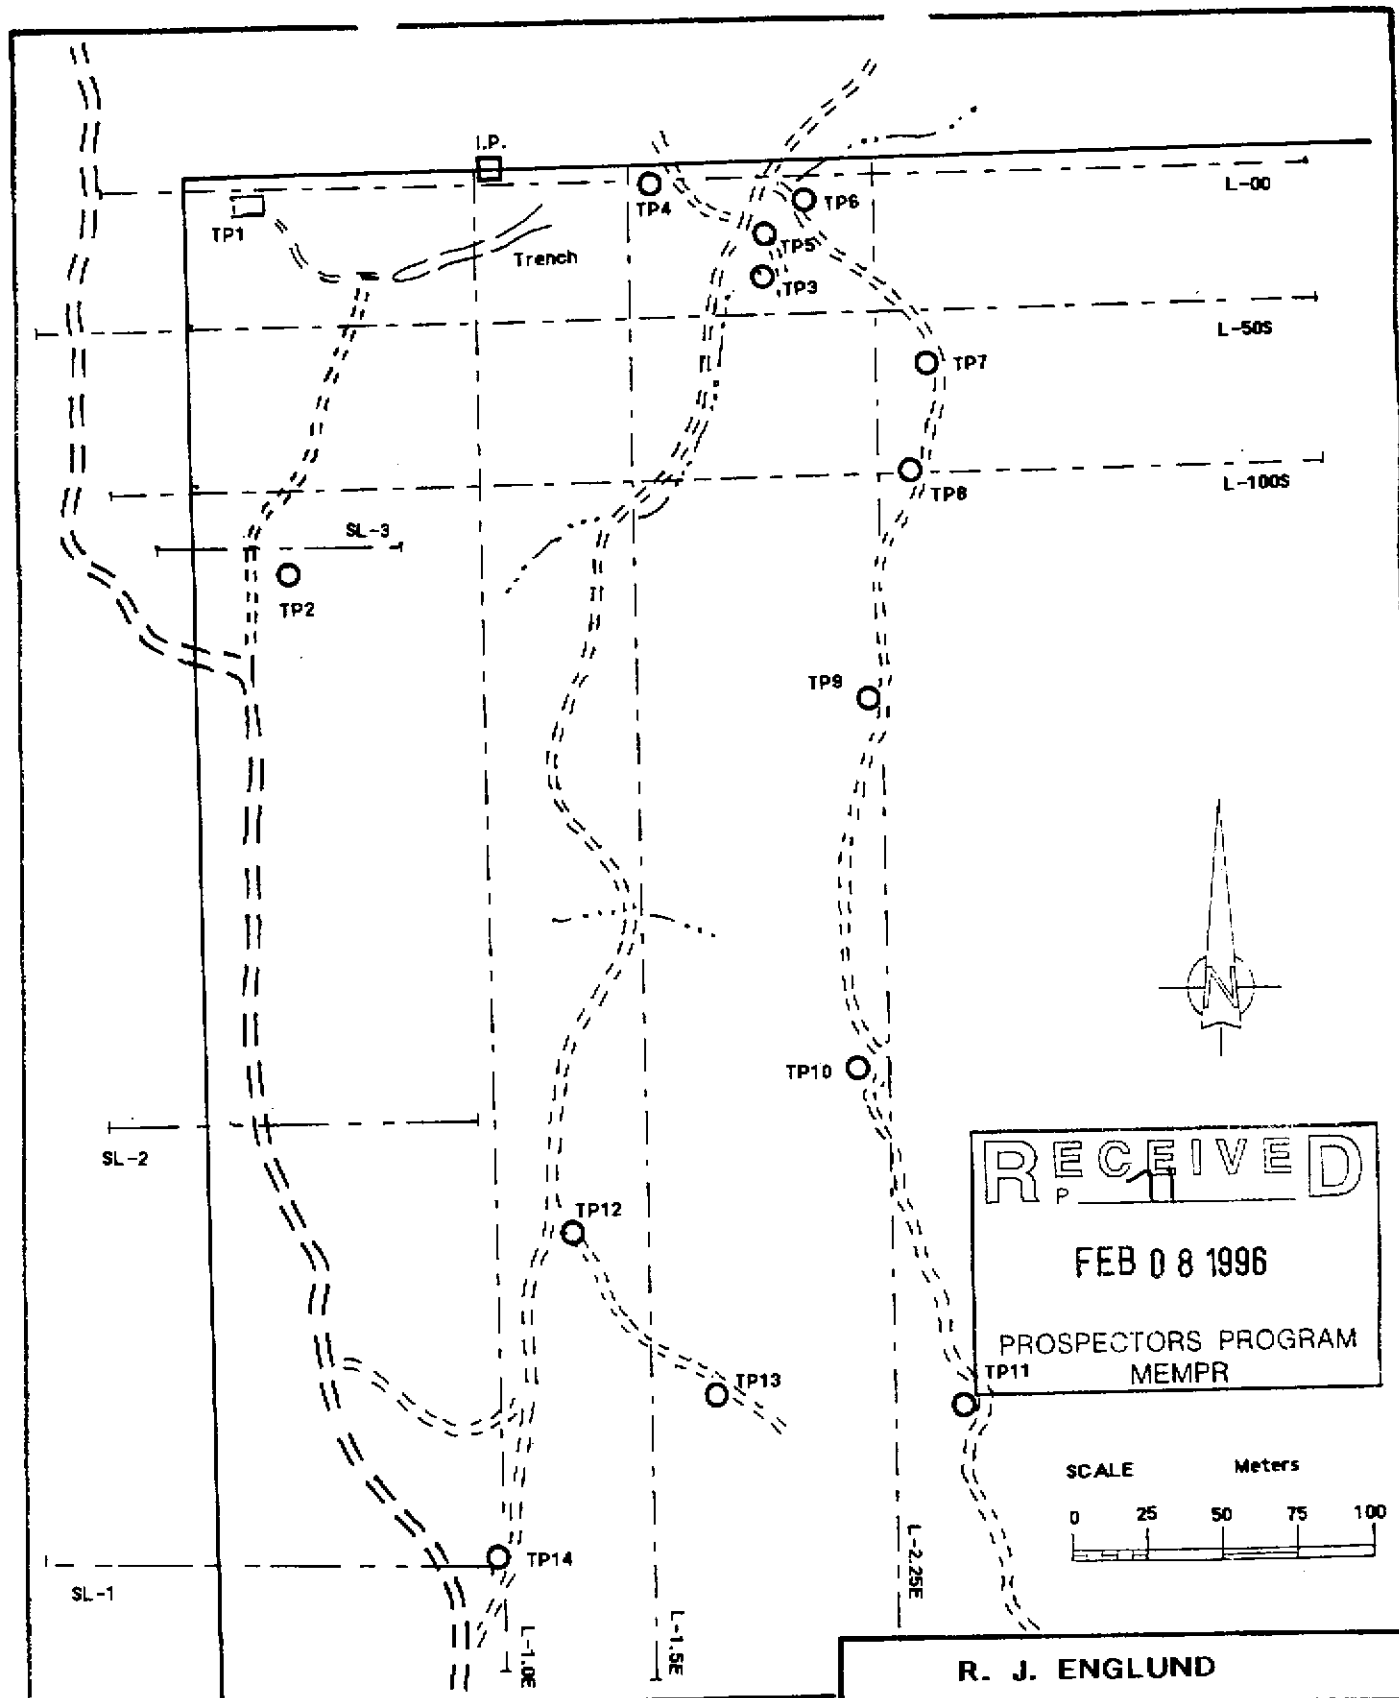 I.P.
L-00
TP1
TP4
TP6
TP5
TP3
Trench
L-50S
TP7
L-100S
TP8
SL-3
TP2
TP9
N
TP10
SL-2
RECEIVED
P
FEB 08 1996
PROSPECTORS PROGRAM
MEMPR
TP12
TP11
TP13
SCALE Meters
0 25 50 75 100
TP14
SL-1
L-1.0E
L-1.5E
L-2.25E
R. J. ENGLUND